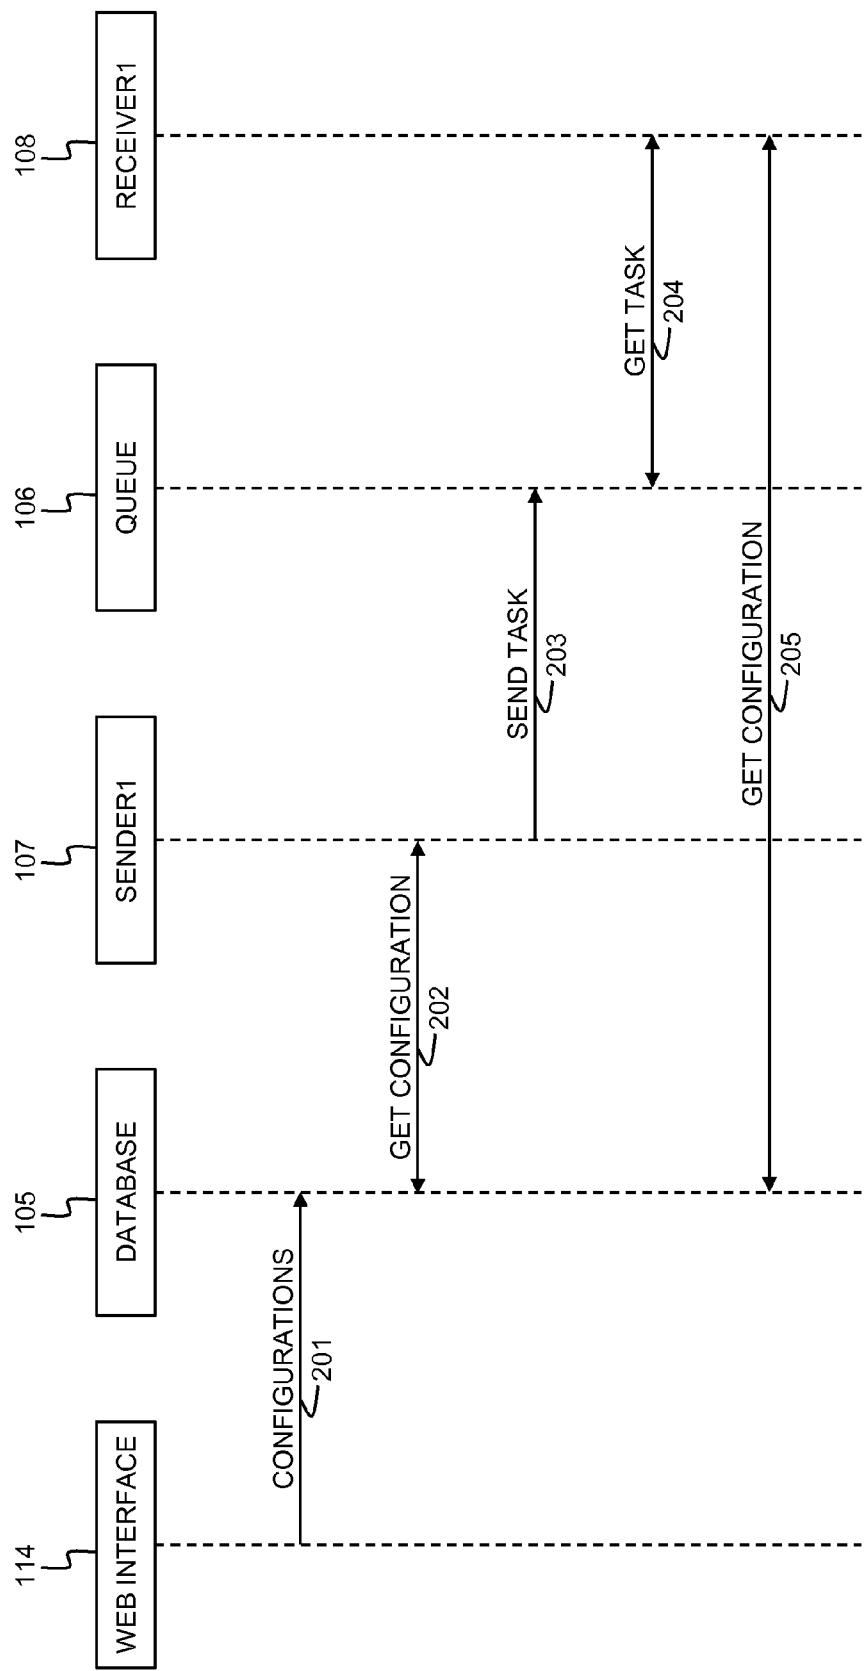 114
105
107
106
108
WEB INTERFACE
DATABASE
SENDER1
QUEUE
RECEIVER1
CONFIGURATIONS
201
GET CONFIGURATION
202
SEND TASK
203
GET TASK
204
GET CONFIGURATION
205